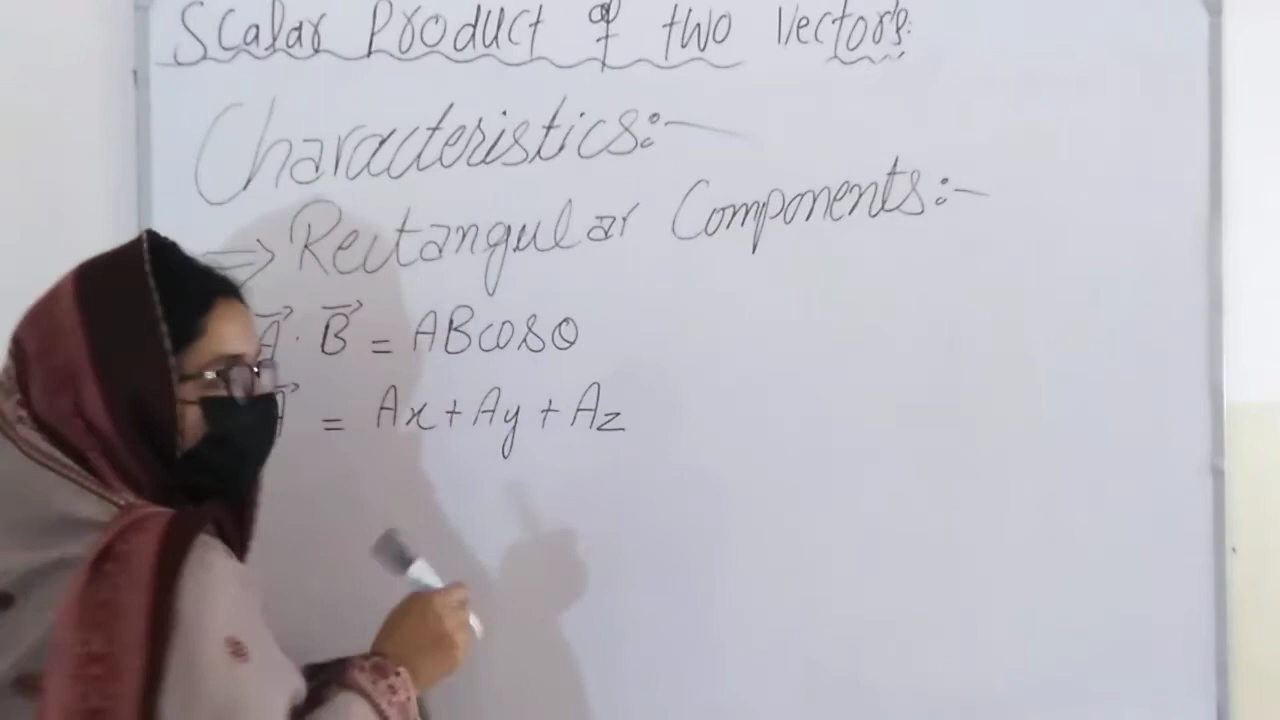 Scalar Product of two Vectors:
Characteristics:-
⇒ Rectangular Components:-
A⃗ . B⃗ = ABcosθ
A⃗ = Ax + Ay + Az